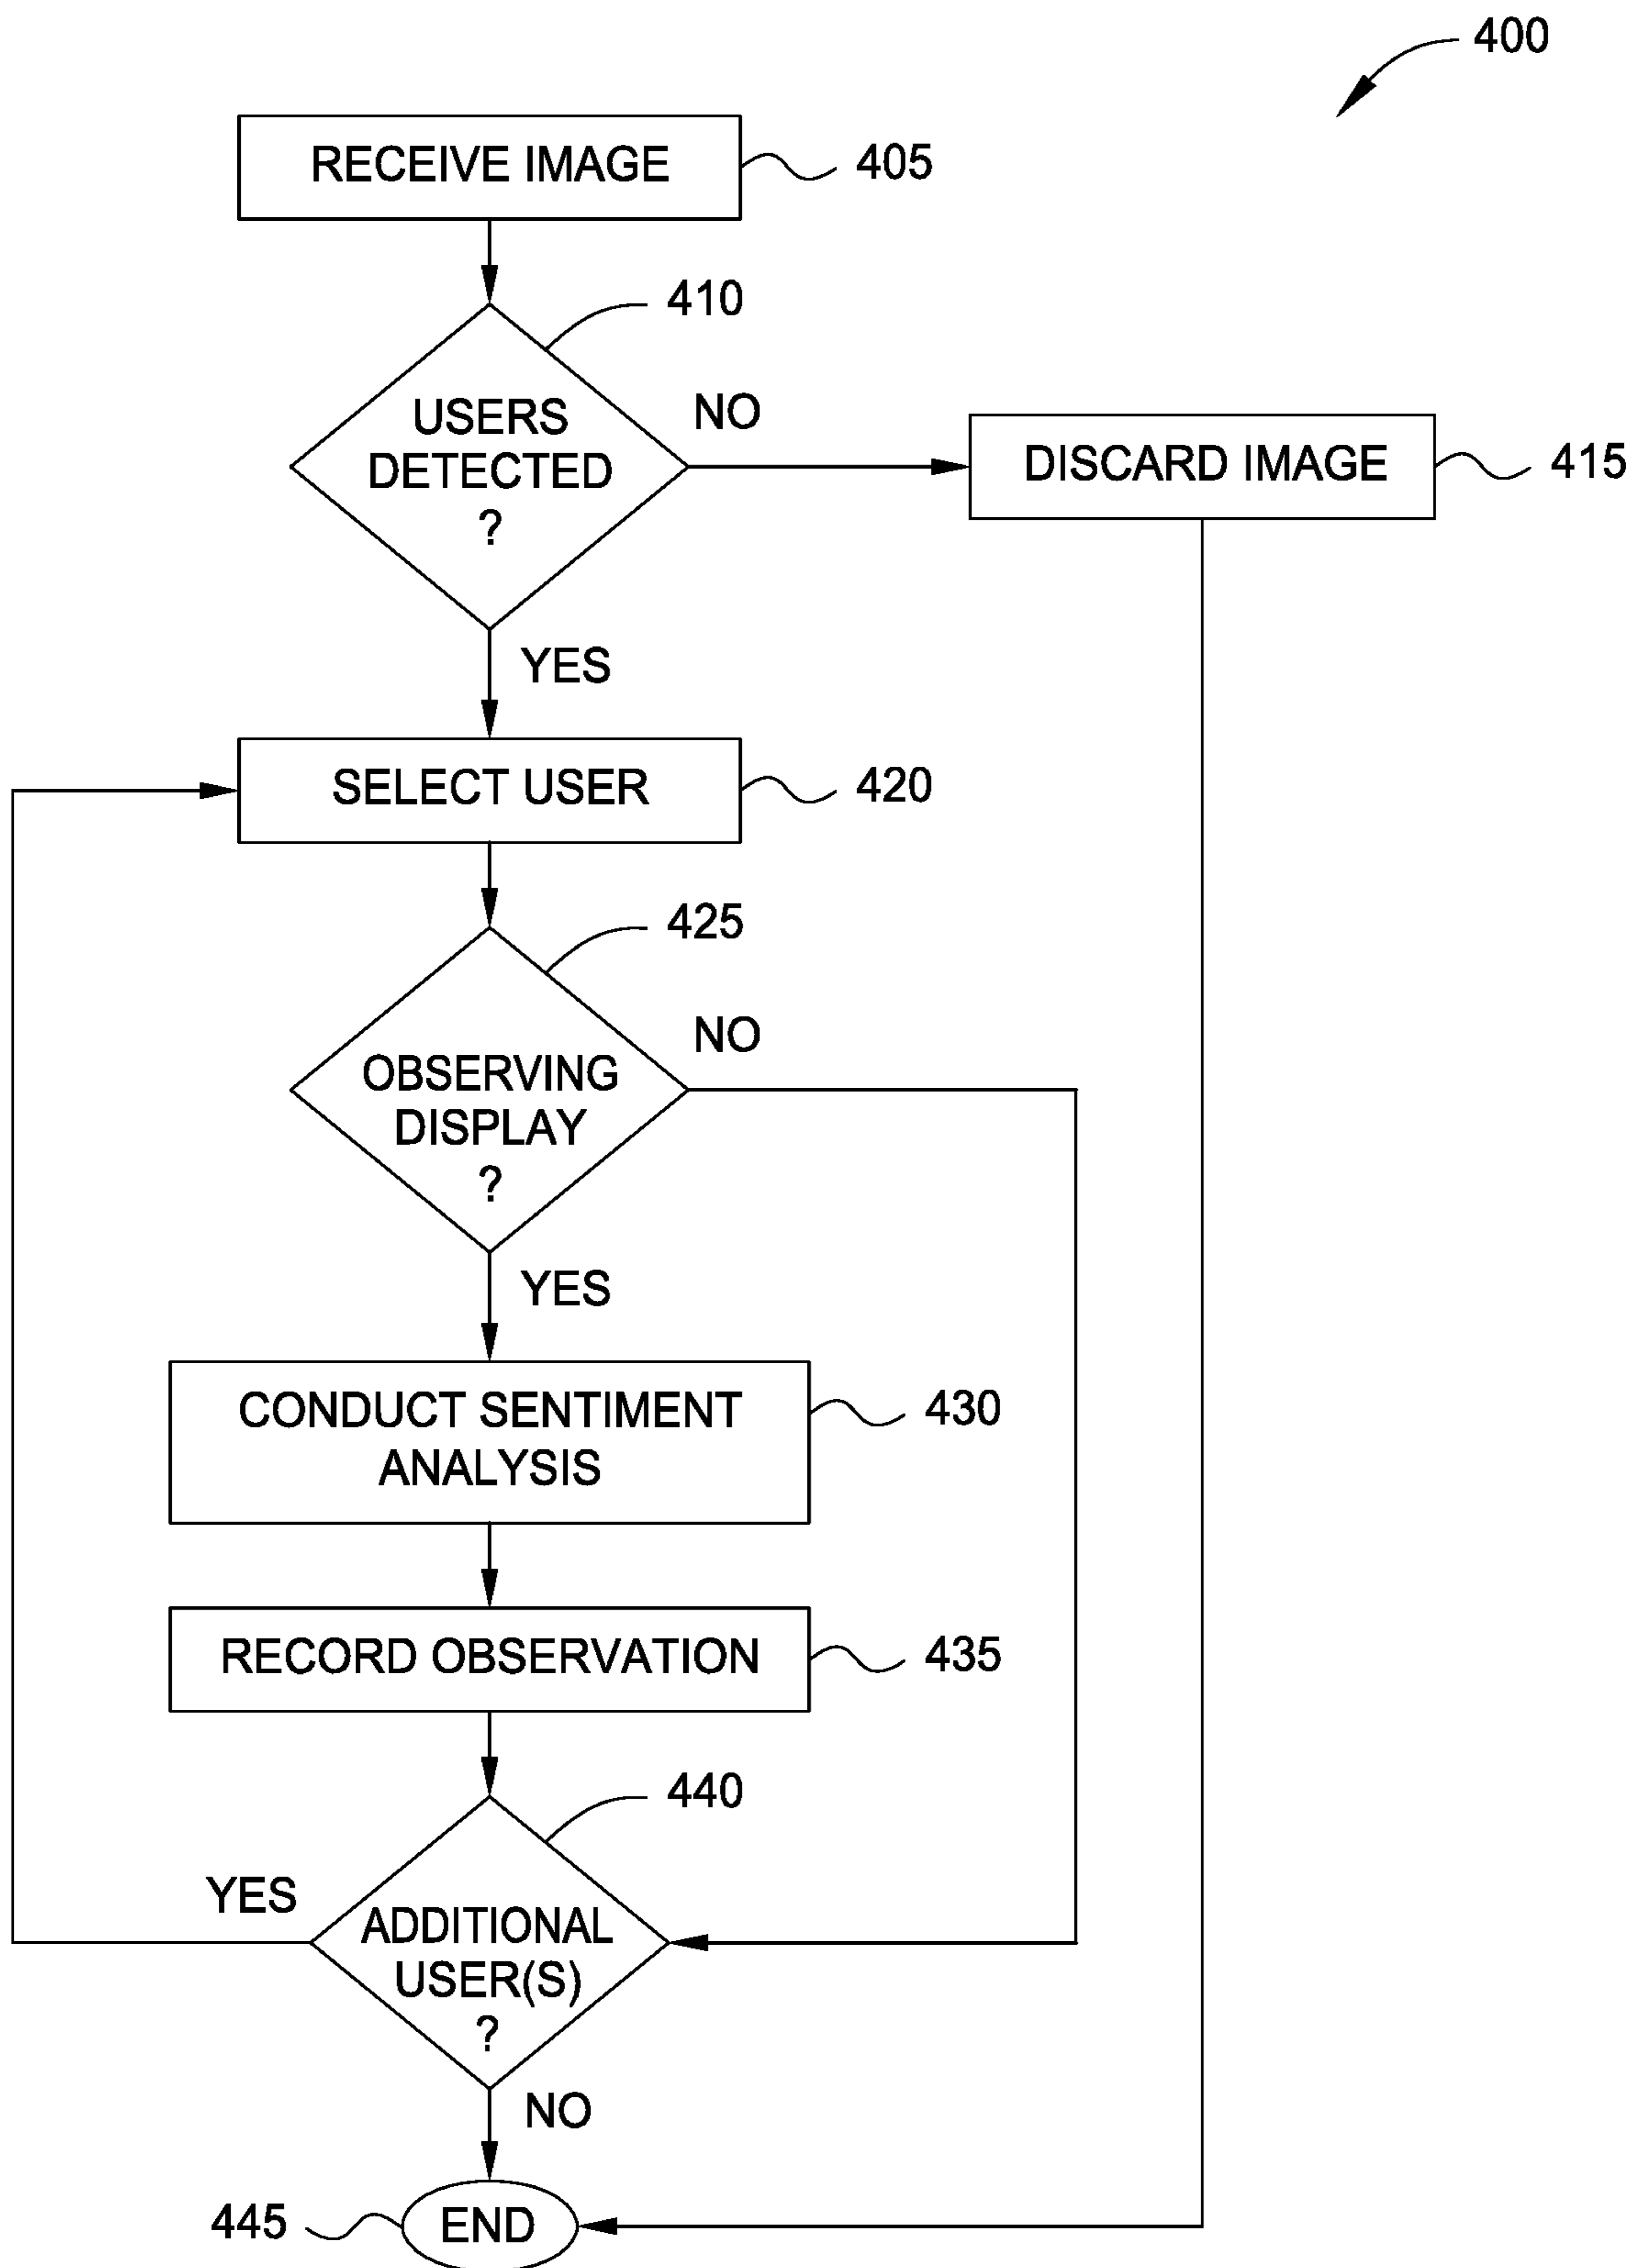 400
RECEIVE IMAGE
405
410
USERS
DETECTED
?
NO
DISCARD IMAGE
415
YES
SELECT USER
420
425
NO
OBSERVING
DISPLAY
?
YES
CONDUCT SENTIMENT
ANALYSIS
430
RECORD OBSERVATION
435
440
YES
ADDITIONAL
USER(S)
?
NO
445
END